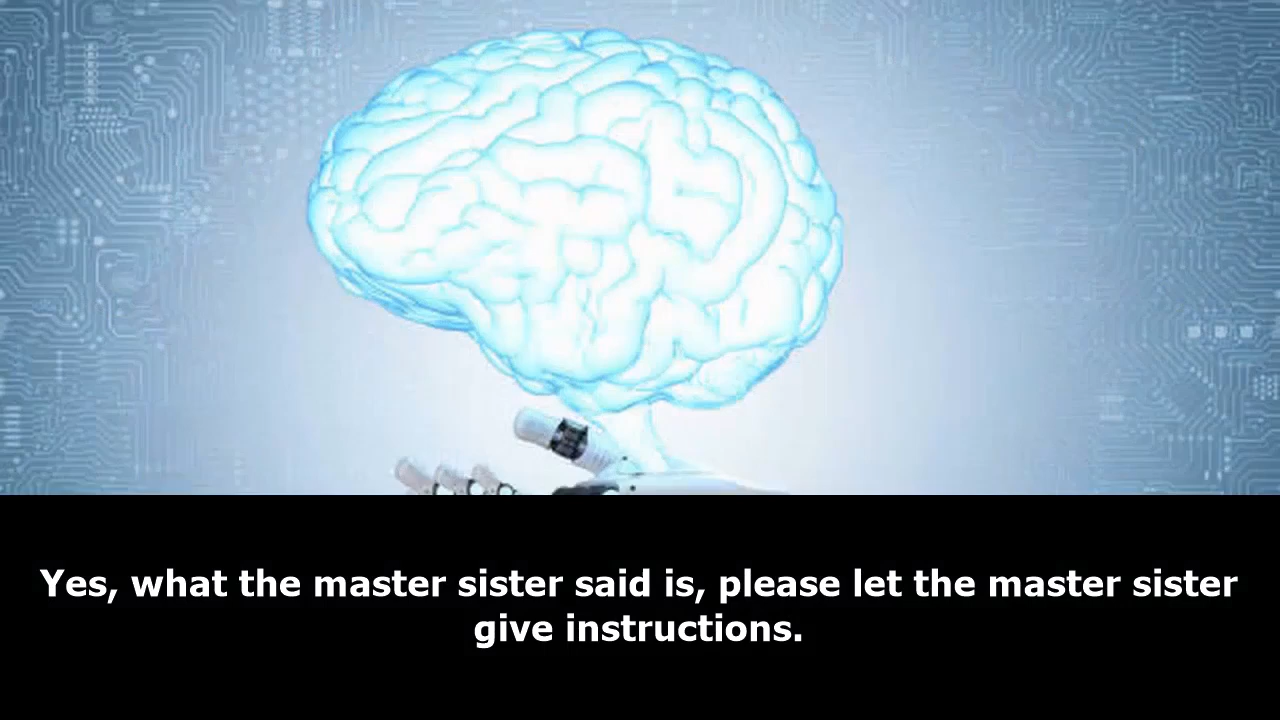 Yes, what the master sister said is, please let the master sister
give instructions.